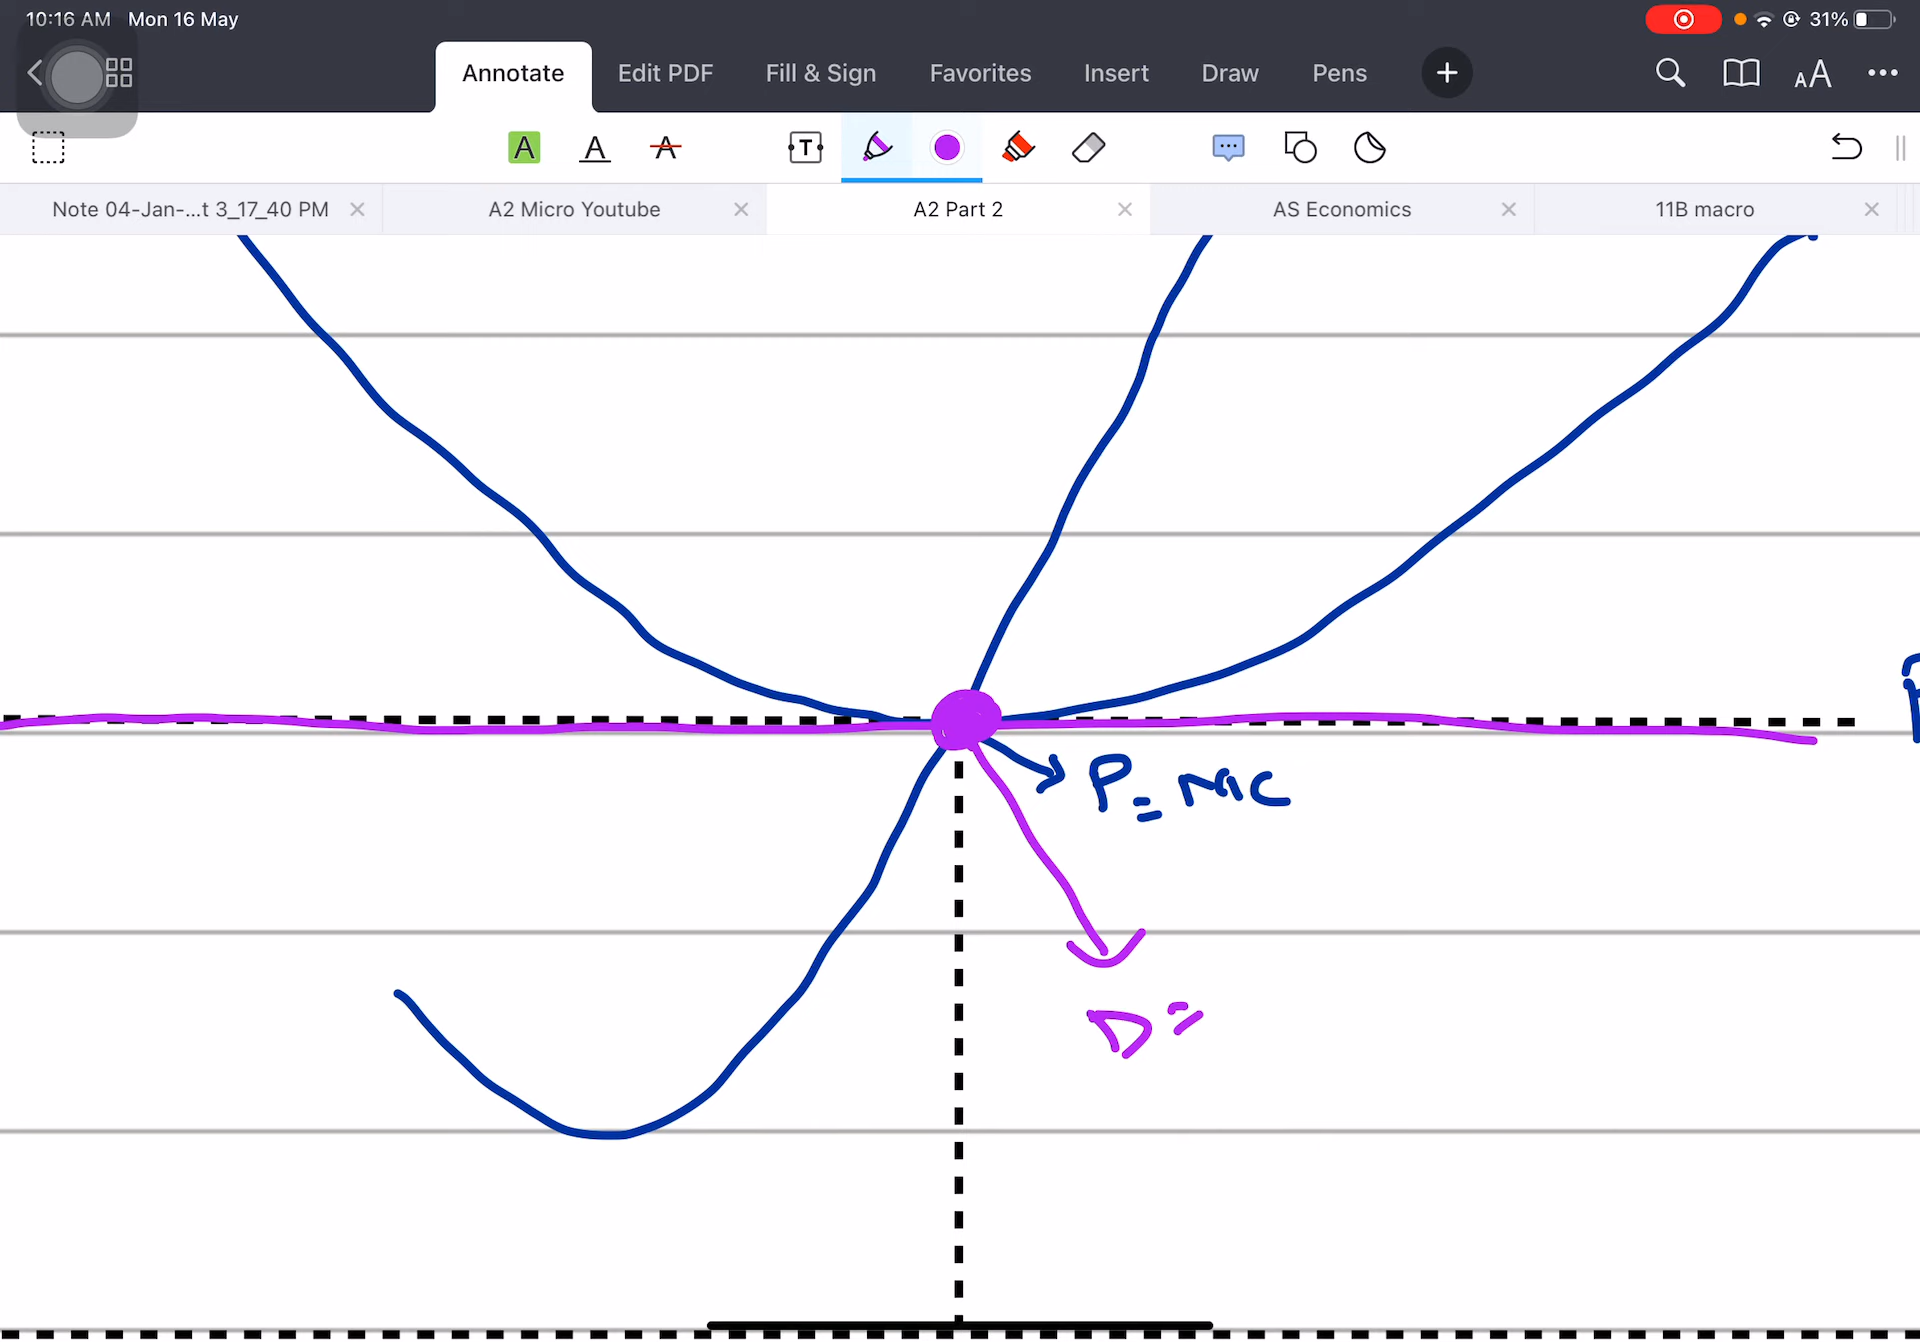 10:16 AM Mon 16 May 31%
Annotate Edit PDF Fill & Sign Favorites Insert Draw Pens
A A A T
Note 04-Jan-...t 3_17_40 PM A2 Micro Youtube A2 Part 2 AS Economics 11B macro
AA
P = MC
D =